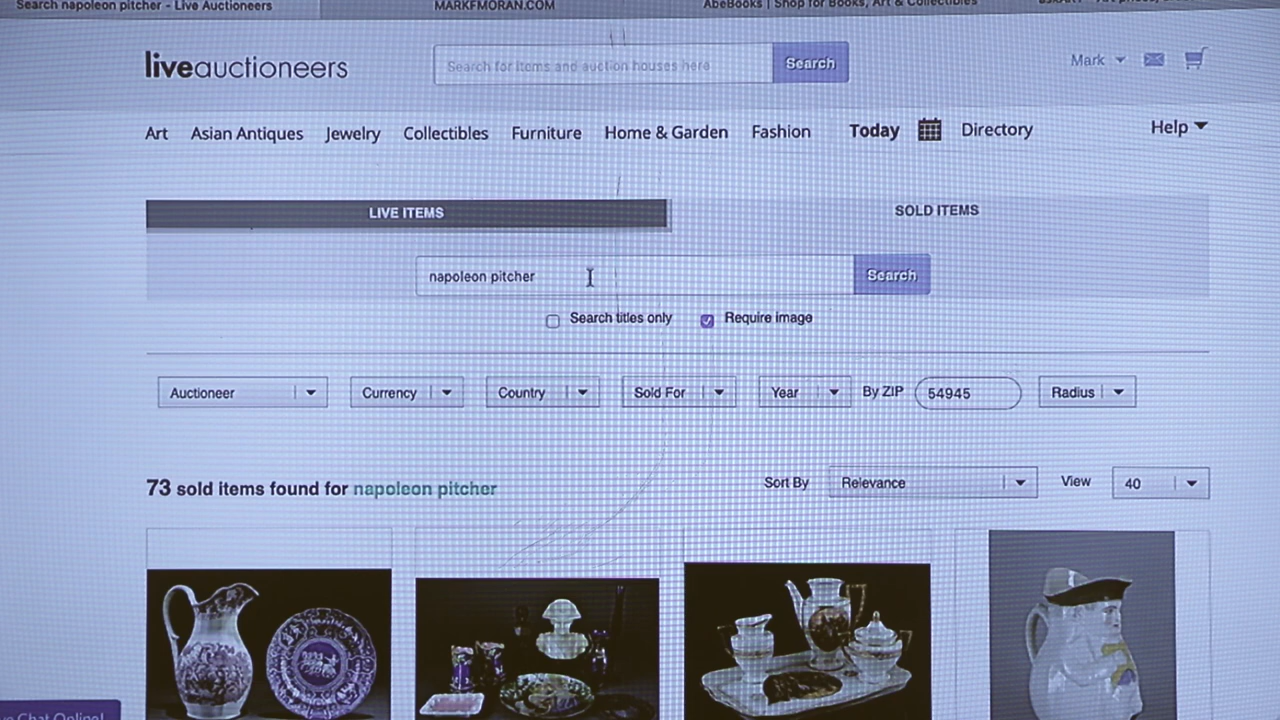 Search napoleon pitcher - Live Auctioneers
MARKFMORAN.COM
AbeBooks | Shop for Books, Art & Collectibles
liveauctioneers
Search for items and auction houses here
Search
Mark
Art Asian Antiques Jewelry Collectibles Furniture Home & Garden Fashion Today Directory Help
LIVE ITEMS
SOLD ITEMS
napoleon pitcher
Search
Search titles only
Require image
Auctioneer Currency Country Sold For Year By ZIP 54945 Radius
73 sold items found for napoleon pitcher
Sort By Relevance View 40
Chat Online!